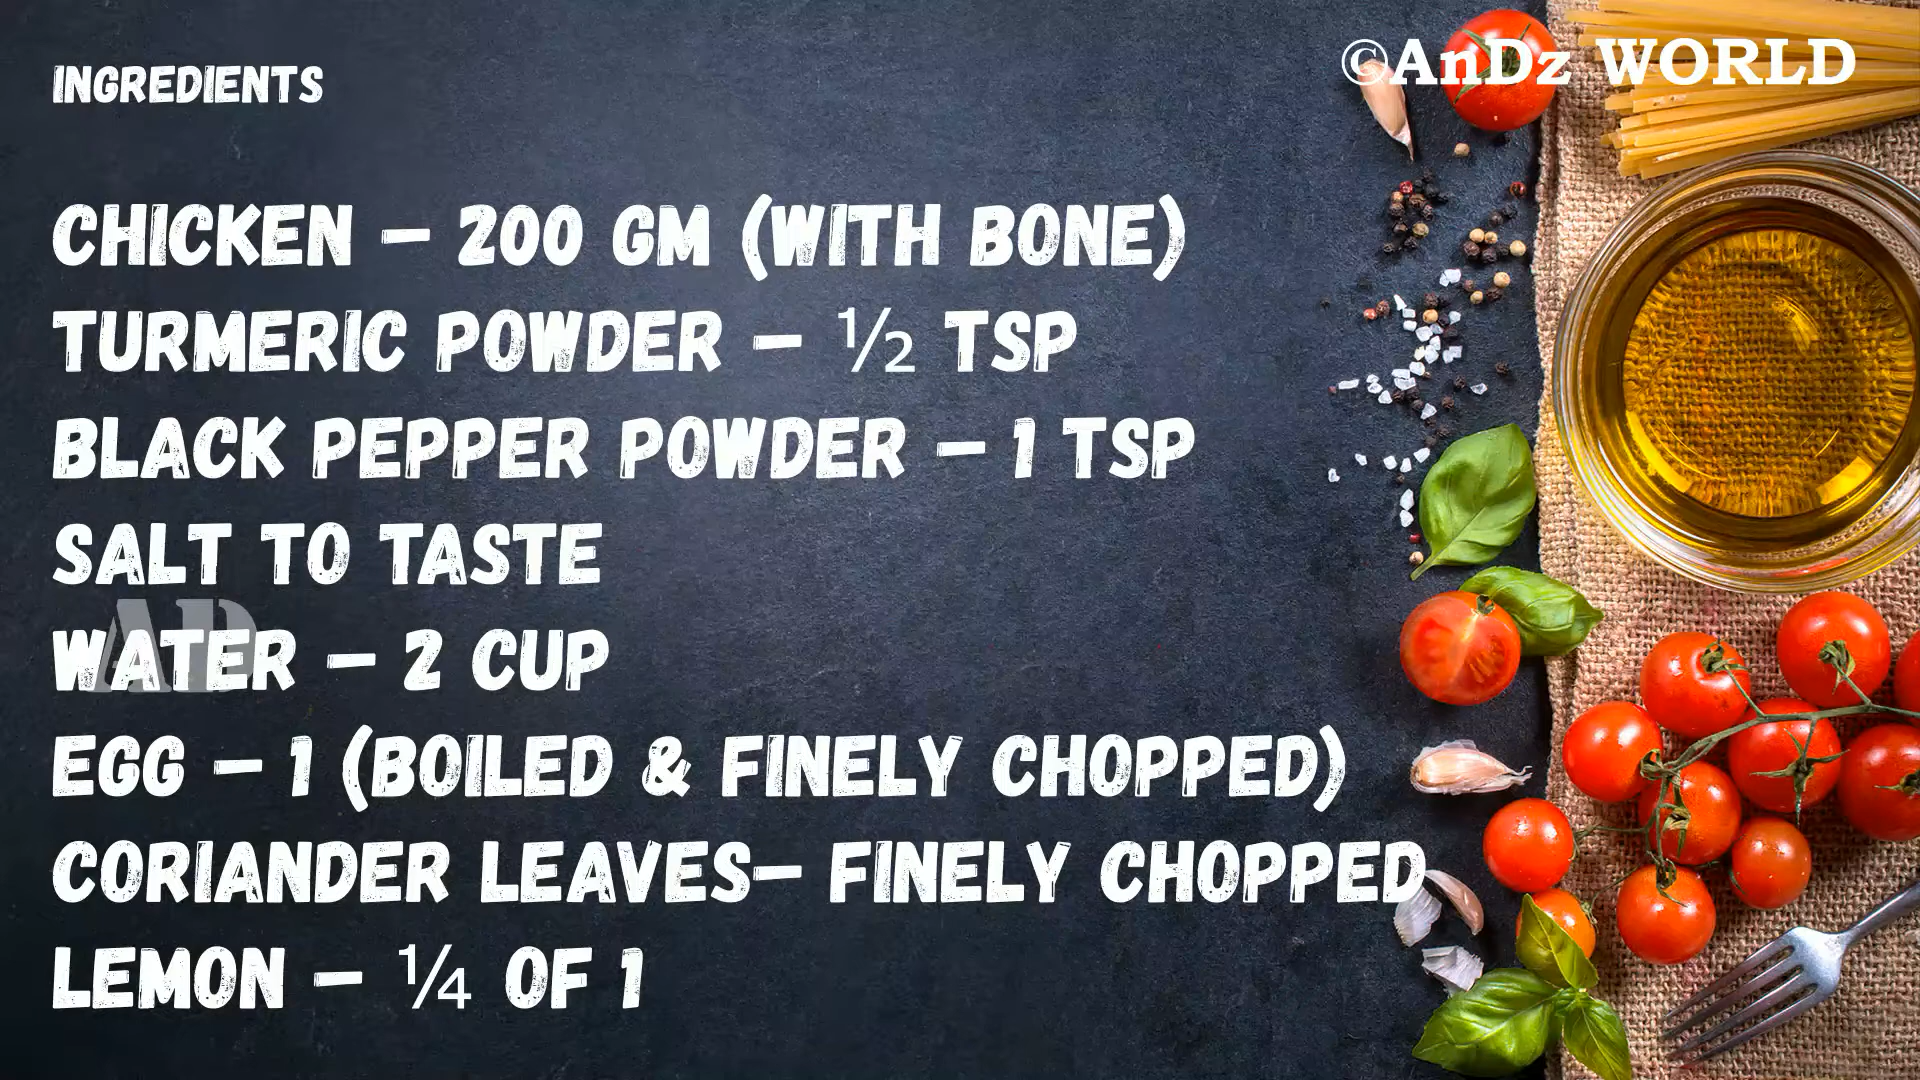 INGREDIENTS
©AnDz WORLD
CHICKEN – 200 GM (WITH BONE)
TURMERIC POWDER – ½ TSP
BLACK PEPPER POWDER – 1 TSP
SALT TO TASTE
AD
WATER – 2 CUP
EGG – 1 (BOILED & FINELY CHOPPED)
CORIANDER LEAVES– FINELY CHOPPED
LEMON – ¼ OF 1